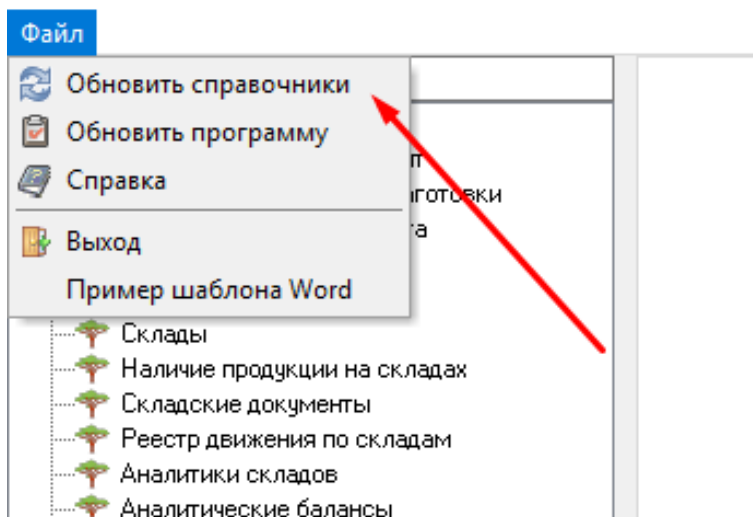 Файл
Обновить справочники
Обновить программу
Справка
Выход
Пример шаблона Word
Склады
Наличие продукции на складах
Складские документы
Реестр движения по складам
Аналитики складов
Аналитические балансы